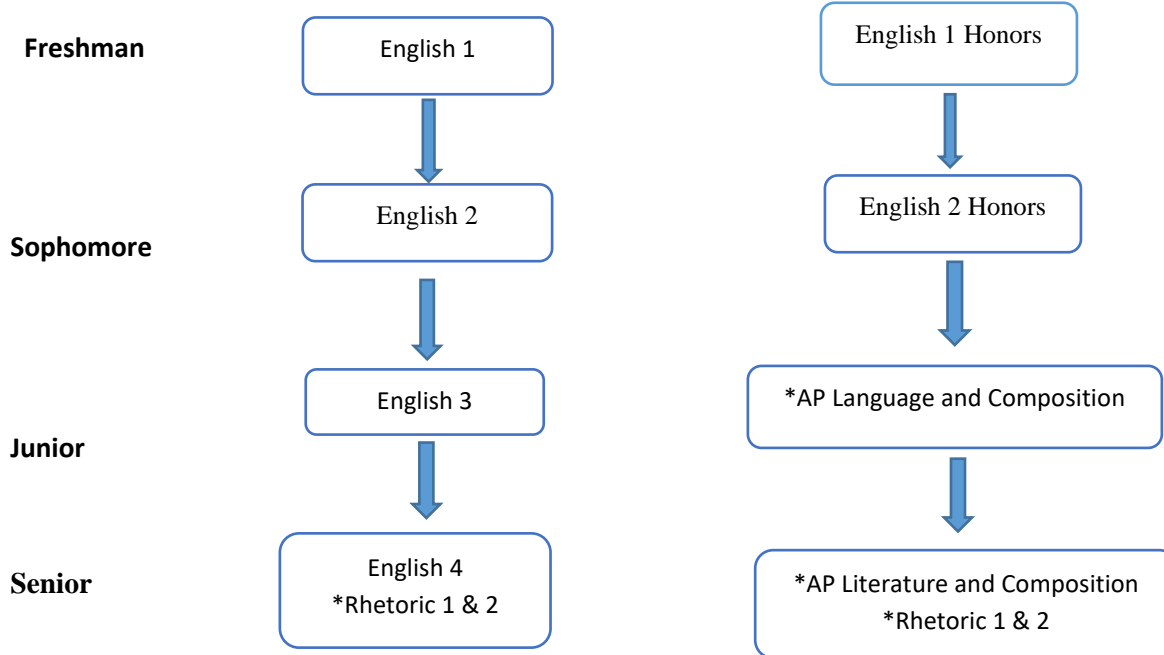 Freshman
English 1
English 1 Honors
English 2
English 2 Honors
Sophomore
English 3
*AP Language and Composition
Junior
English 4
*Rhetoric 1 & 2
*AP Literature and Composition
*Rhetoric 1 & 2
Senior